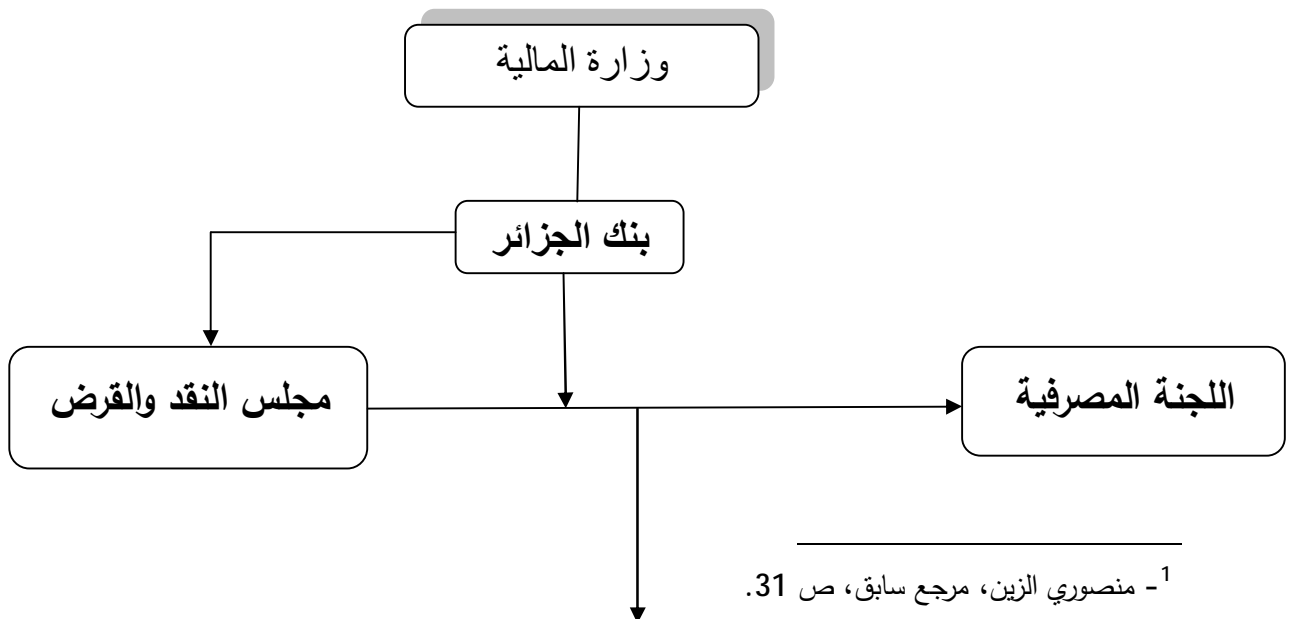 وزارة المالية
بنك الجزائر
اللجنة المصرفية
مجلس النقد والقرض
1- منصوري الزين، مرجع سابق، ص 31.